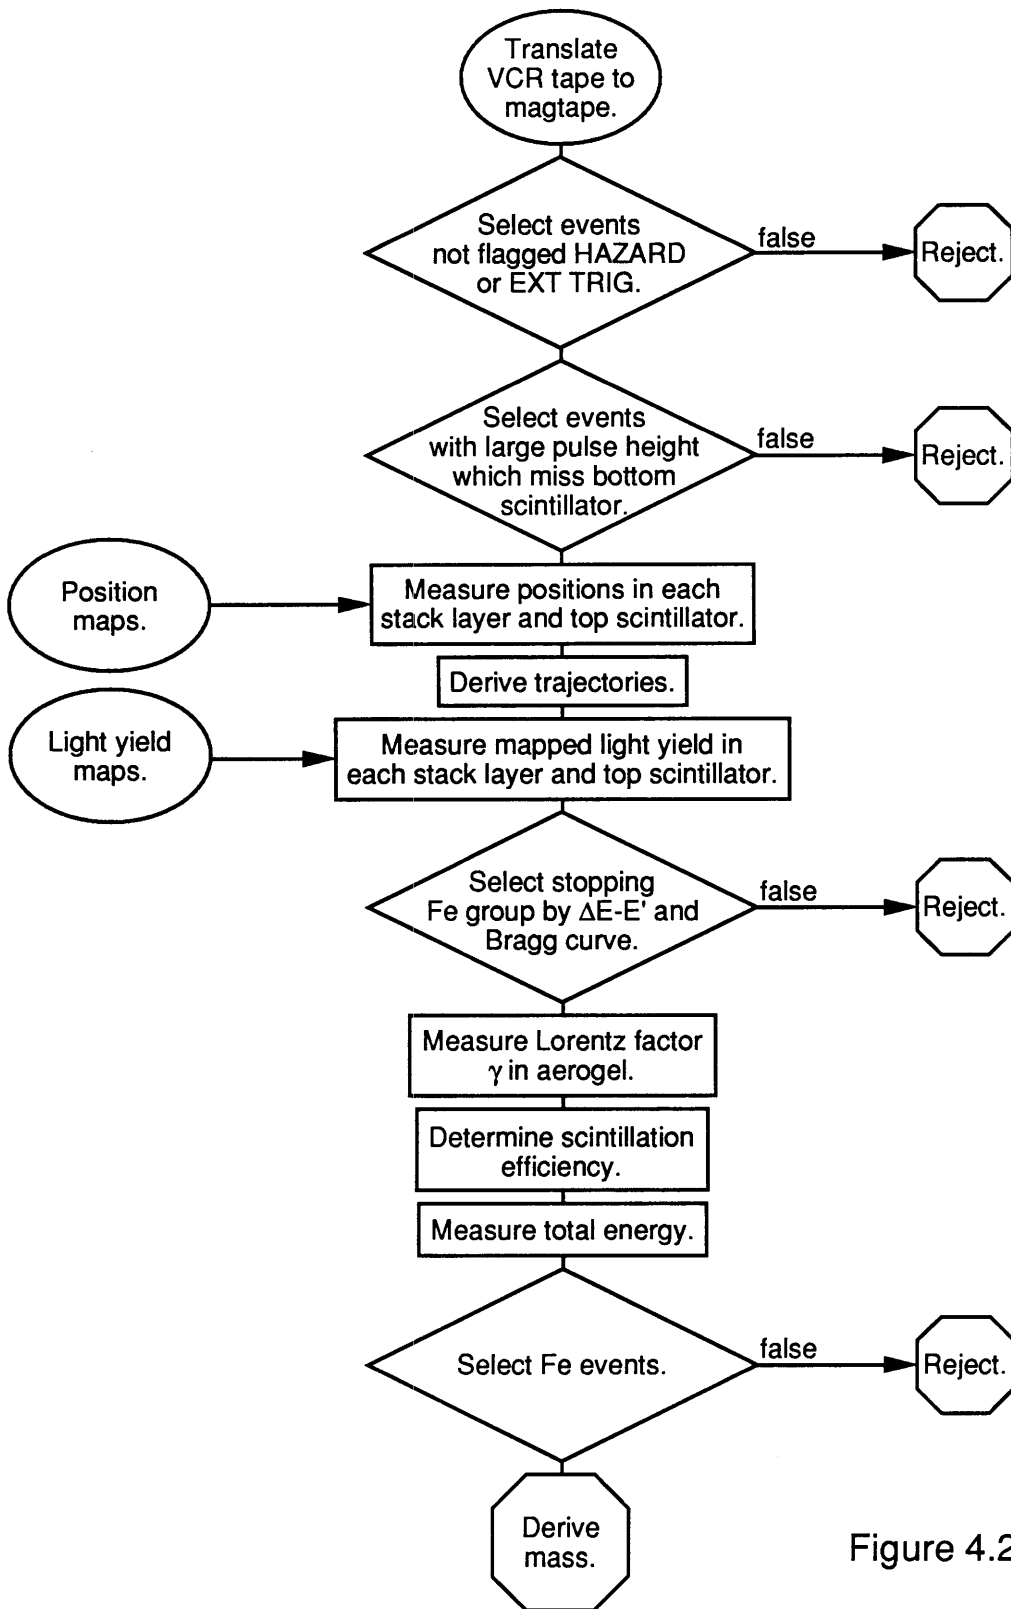 Translate
VCR tape to
magtape.
Select events
not flagged HAZARD
or EXT TRIG.
false
Reject.
Select events
with large pulse height
which miss bottom
scintillator.
false
Reject.
Position
maps.
Measure positions in each
stack layer and top scintillator.
Derive trajectories.
Light yield
maps.
Measure mapped light yield in
each stack layer and top scintillator.
Select stopping
Fe group by ΔE-E' and
Bragg curve.
false
Reject.
Measure Lorentz factor
γ in aerogel.
Determine scintillation
efficiency.
Measure total energy.
Select Fe events.
false
Reject.
Derive
mass.
Figure 4.2